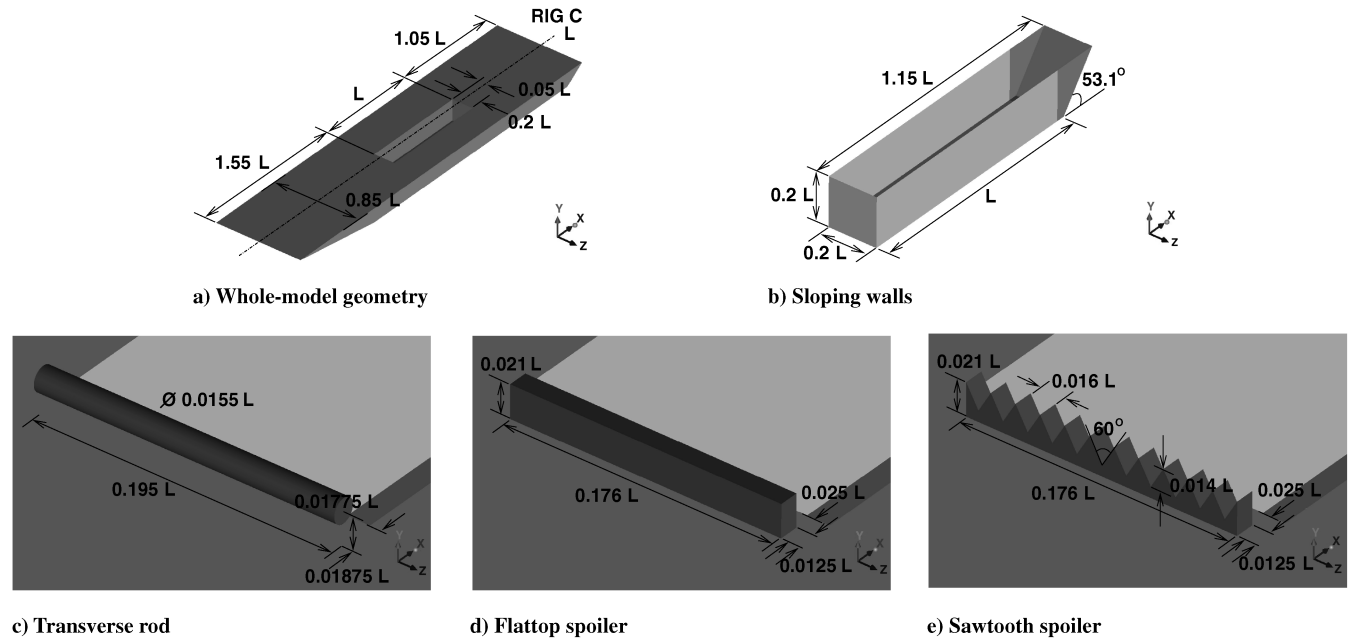 RIG C
L
1.05 L
L
0.05 L
0.2 L
1.55 L
0.85 L
Y
X
Z
a) Whole-model geometry
1.15 L
53.1°
0.2 L
L
0.2 L
Y
X
Z
b) Sloping walls
Ø 0.0155 L
0.195 L
0.01775 L
0.01875 L
Y
X
Z
c) Transverse rod
0.021 L
0.176 L
0.025 L
0.0125 L
Y
X
Z
d) Flattop spoiler
0.021 L
0.016 L
60°
0.014 L
0.176 L
0.025 L
0.0125 L
Y
X
Z
e) Sawtooth spoiler